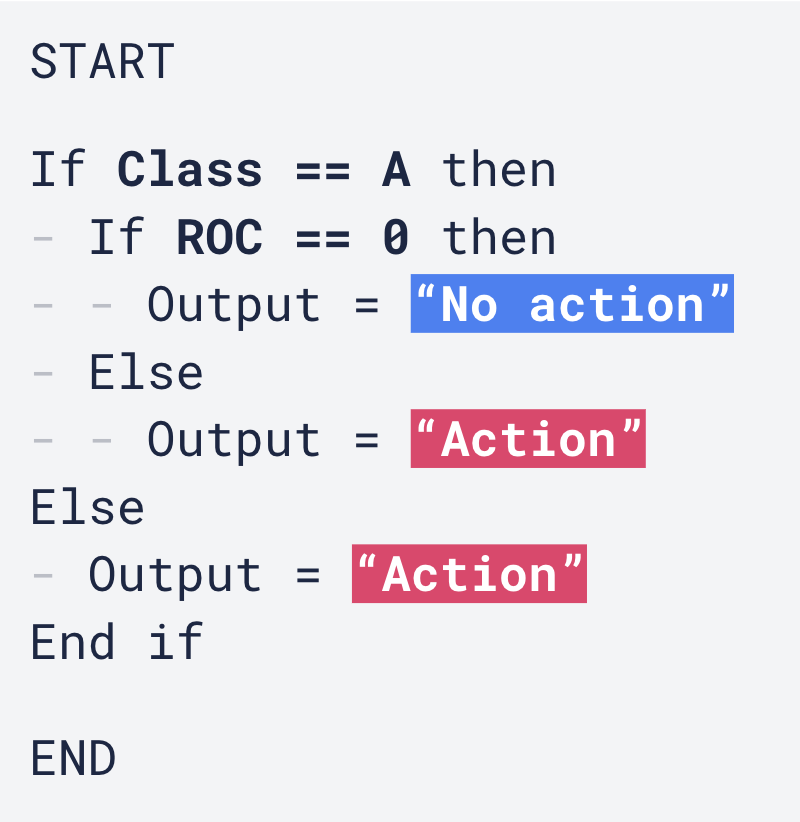 START
If Class == A then
- If ROC == 0 then
- - Output = “No action”
- Else
- - Output = “Action”
Else
- Output = “Action”
End if
END